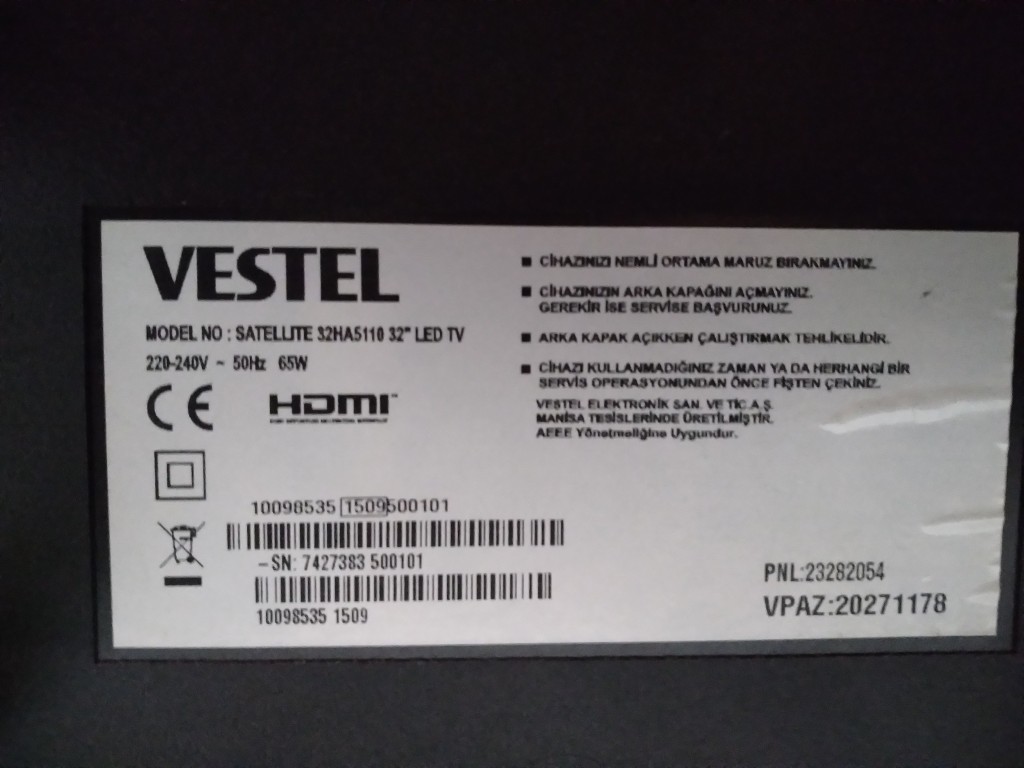 VESTEL
MODEL NO : SATELLITE 32HA5110 32" LED TV
220-240V ~ 50Hz 65W
CE
HDMI™
10098535 1509500101
-SN: 7427383 500101
10098535 1509
■ CİHAZINIZI NEMLİ ORTAMA MARUZ BIRAKMAYINIZ.
■ CİHAZINIZIN ARKA KAPAĞINI AÇMAYINIZ.
GEREKİR İSE SERVİSE BAŞVURUNUZ.
■ ARKA KAPAK AÇIKKEN ÇALIŞTIRMAK TEHLİKELİDİR.
■ CİHAZI KULLANMADIĞINIZ ZAMAN YA DA HERHANGİ BİR
SERVİS OPERASYONUNDAN ÖNCE FİŞTEN ÇEKİNİZ.
VESTEL ELEKTRONİK SAN. VE TİC.A.Ş.
MANİSA TESİSLERİNDE ÜRETİLMİŞTİR.
AEEE Yönetmeliğine Uygundur.
PNL:23282054
VPAZ:20271178